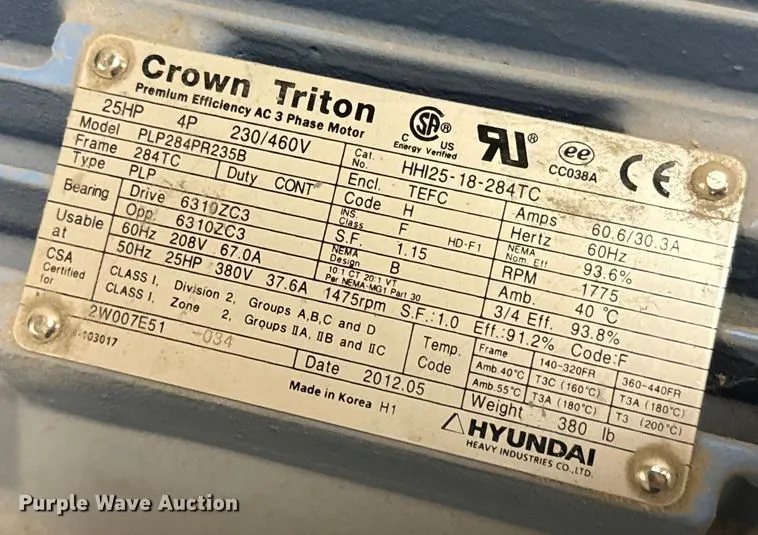 Crown Triton
Premium Efficiency AC 3 Phase Motor
CSA
C US
Energy Verified
UR ®
ee
CC038A
CE
25HP 4P 230/460V
Cat. No. HHI25-18-284TC
Model PLP284PR235B
Encl. TEFC
Amps 60.6/30.3A
Frame 284TC Duty CONT
Code H
Hertz 60Hz
Type PLP
INS. Class F HD-F1
NEMA Nom. Eff 93.6%
Bearing Drive 6310ZC3
S.F. 1.15
RPM 1775
Opp. 6310ZC3
NEMA Design B
Amb. 40℃
Usable at 60Hz 208V 67.0A
10:1 CT 20:1 VT
Per NEMA-MG1 Part 30
3/4 Eff. 93.8%
50Hz 25HP 380V 37.6A 1475rpm S.F.:1.0 Eff.:91.2% Code:F
CSA Certified for CLASS I, Division 2, Groups A,B,C and D
CLASS I, Zone 2, Groups ⅡA, ⅡB and ⅡC
Temp. Code
Frame 140-320FR 360-440FR
Amb.40℃ T3C (160℃) T3A (180℃)
Amb.55℃ T3A (180℃) T3 (200℃)
2W007E51 -034
Date 2012.05
Weight 380 lb
-103017
Made in Korea H1
HYUNDAI
HEAVY INDUSTRIES CO.,LTD.
Purple Wave Auction